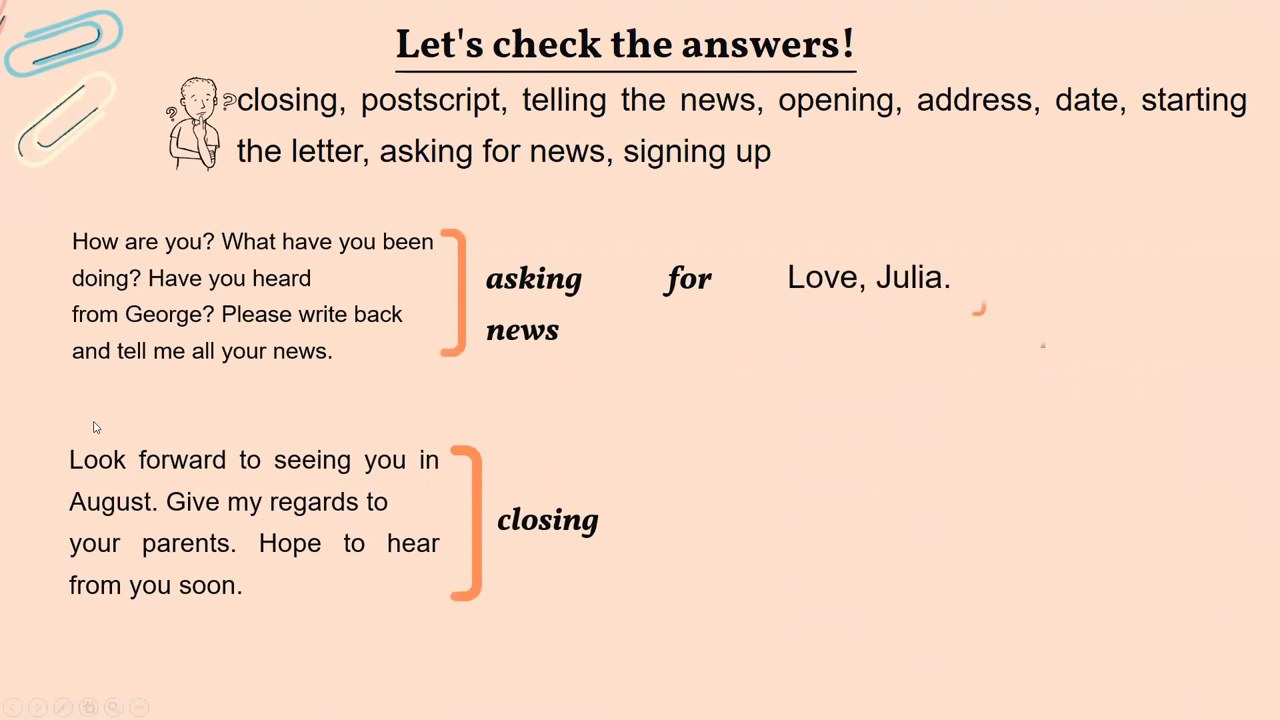 Let's check the answers!
closing, postscript, telling the news, opening, address, date, starting
the letter, asking for news, signing up
How are you? What have you been
doing? Have you heard
from George? Please write back
and tell me all your news.
asking for
news
Love, Julia.
Look forward to seeing you in
August. Give my regards to
your parents. Hope to hear
from you soon.
closing